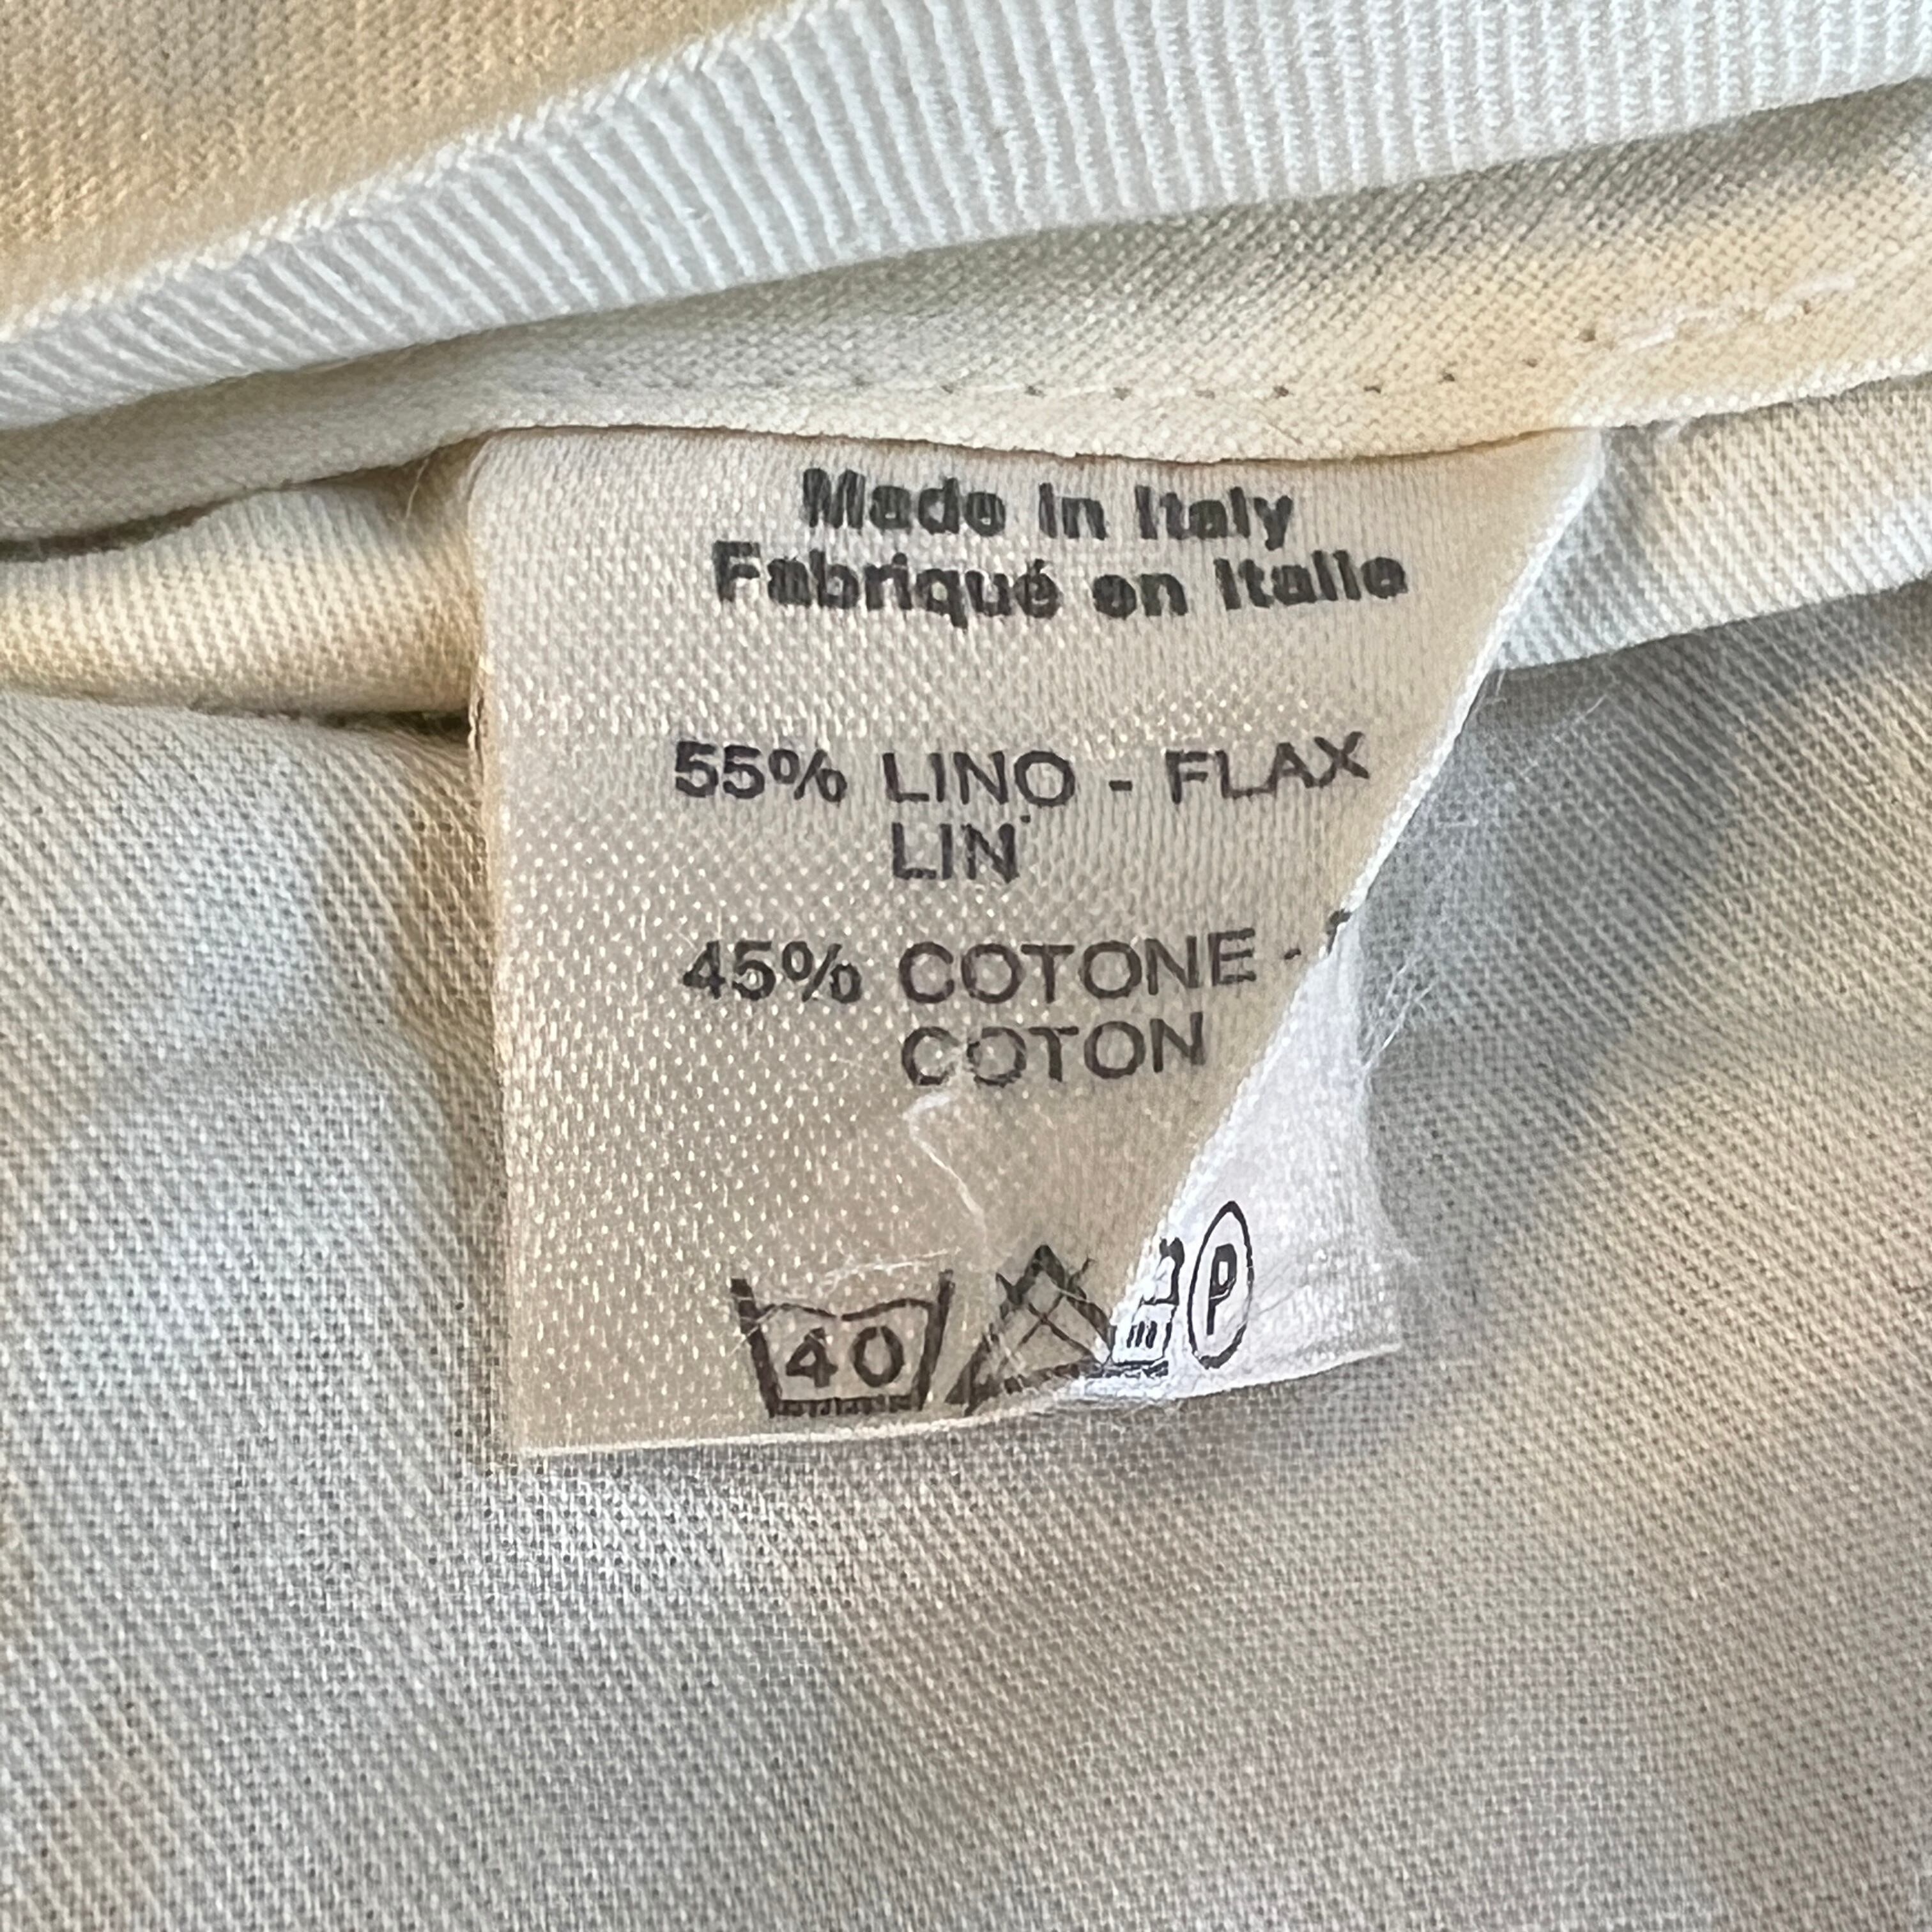 Made in Italy
Fabriqué en Italie
55% LINO - FLAX
LIN
45% COTONE -
COTON
40 P